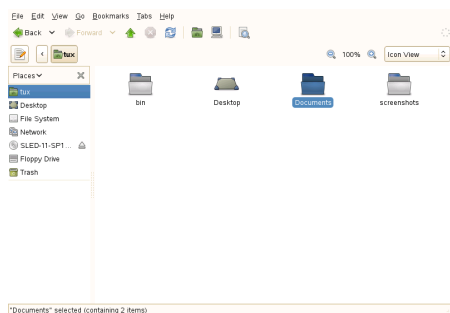 File Edit View Go Bookmarks Tabs Help
Back Forward
tux 100% Icon View
Places
tux
Desktop
File System
Network
SLED-11-SP1...
Floppy Drive
Trash
bin Desktop Documents screenshots
"Documents" selected (containing 2 items)